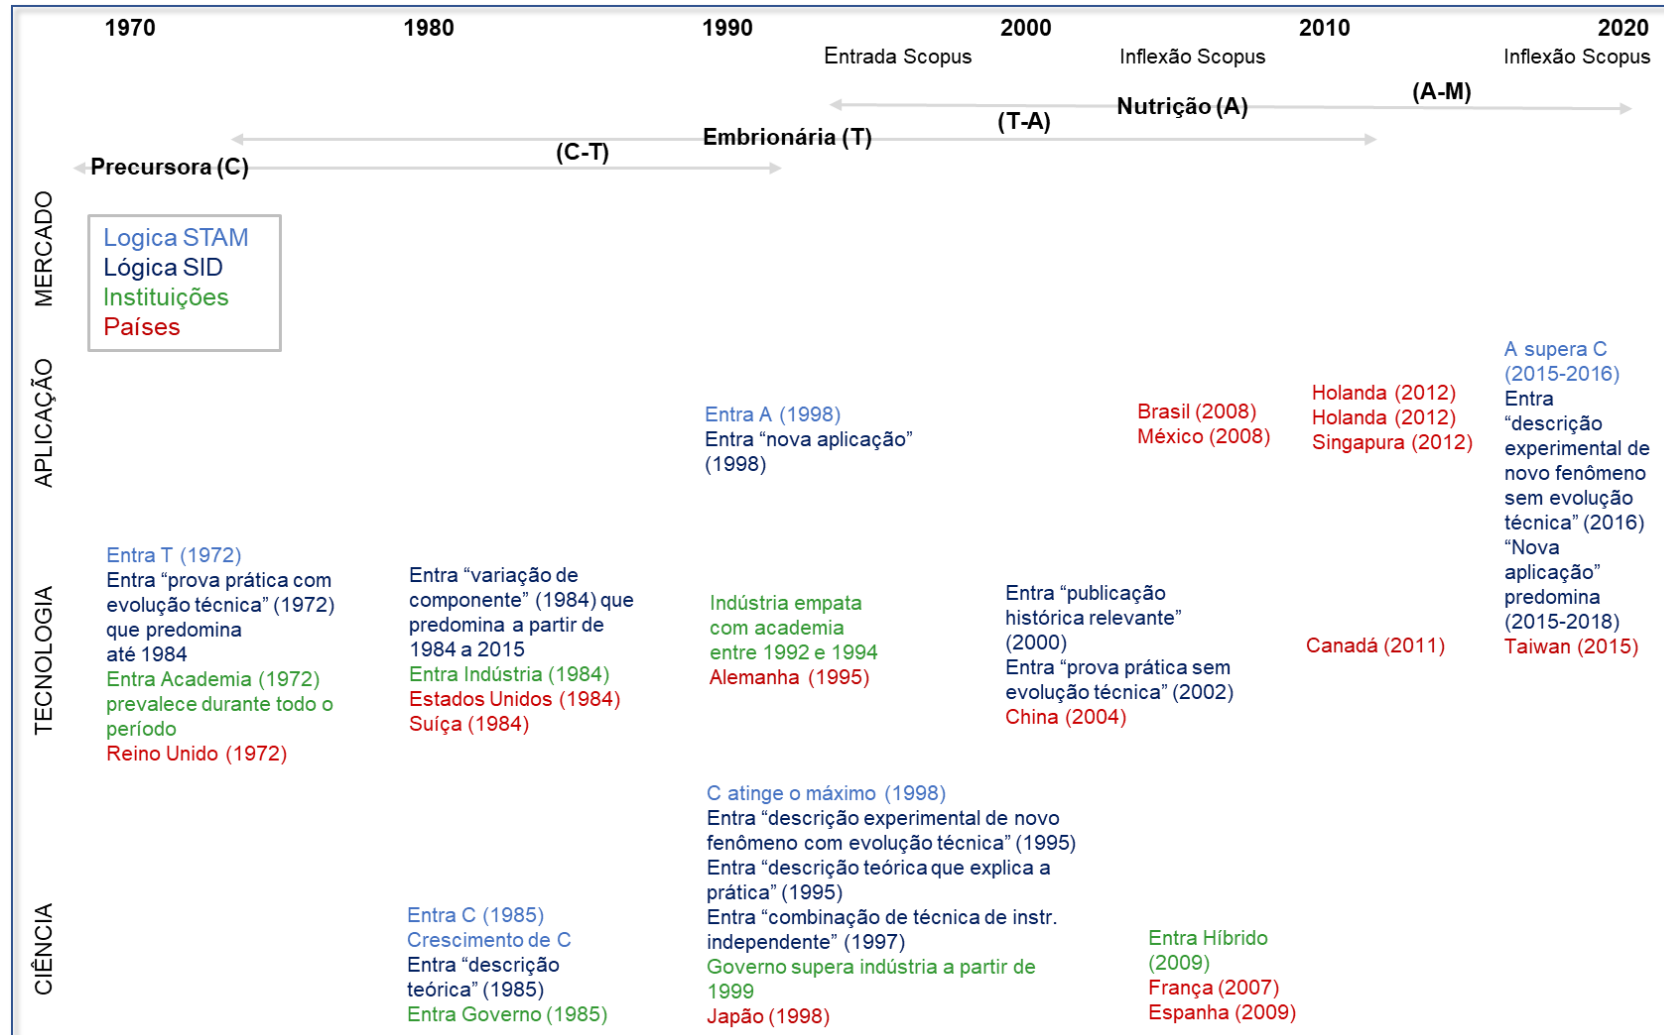 1970
1980
1990
2000
2010
2020
Entrada Scopus
Inflexão Scopus
Inflexão Scopus
(A-M)
Nutrição (A)
(T-A)
Embrionária (T)
(C-T)
Precursora (C)
MERCADO
Logica STAM
Lógica SID
Instituições
Países
APLICAÇÃO
Entra A (1998)
Entra “nova aplicação”
(1998)
Brasil (2008)
México (2008)
Holanda (2012)
Holanda (2012)
Singapura (2012)
A supera C
(2015-2016)
Entra
“descrição
experimental de
novo fenômeno
sem evolução
técnica” (2016)
“Nova
aplicação”
predomina
(2015-2018)
Taiwan (2015)
TECNOLOGIA
Entra T (1972)
Entra “prova prática com
evolução técnica” (1972)
que predomina
até 1984
Entra Academia (1972)
prevalece durante todo o
período
Reino Unido (1972)
Entra “variação de
componente” (1984) que
predomina a partir de
1984 a 2015
Entra Indústria (1984)
Estados Unidos (1984)
Suíça (1984)
Indústria empata
com academia
entre 1992 e 1994
Alemanha (1995)
Entra “publicação
histórica relevante”
(2000)
Entra “prova prática sem
evolução técnica” (2002)
China (2004)
Canadá (2011)
CIÊNCIA
Entra C (1985)
Crescimento de C
Entra “descrição
teórica” (1985)
Entra Governo (1985)
C atinge o máximo (1998)
Entra “descrição experimental de novo
fenômeno com evolução técnica” (1995)
Entra “descrição teórica que explica a
prática” (1995)
Entra “combinação de técnica de instr.
independente” (1997)
Governo supera indústria a partir de
1999
Japão (1998)
Entra Híbrido
(2009)
França (2007)
Espanha (2009)